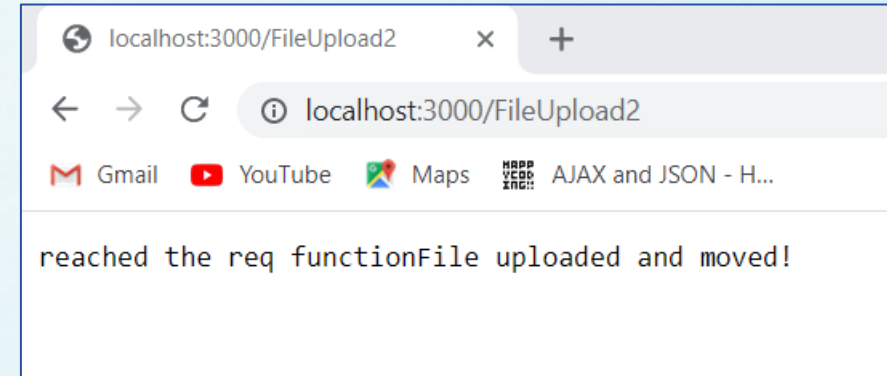 localhost:3000/FileUpload2
localhost:3000/FileUpload2
Gmail YouTube Maps AJAX and JSON - H...
reached the req functionFile uploaded and moved!